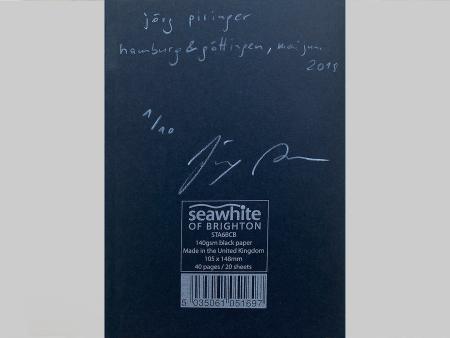 jörg piringer
hamburg & göttingen, mai/jun
2018
1/10
seawhite
OF BRIGHTON
STA6BCB
140gsm black paper
Made in the United Kingdom
105 x 148mm
40 pages / 20 sheets
5 035061 051697